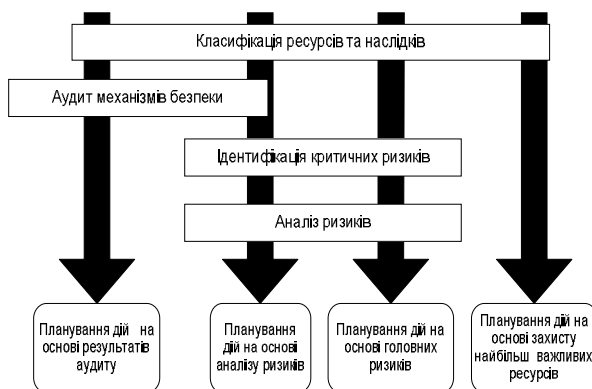 Класифікація ресурсів та наслідків
Аудит механізмів безпеки
Ідентифікація критичних ризиків
Аналіз ризиків
Планування дій на
основі результатів
аудиту
Планування
дій на основі
аналізу ризиків
Планування дій на
основі головних
ризиків
Планування дій на
основі захисту
найбільш важливих
ресурсів